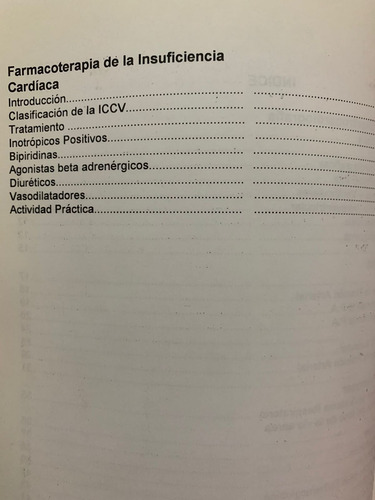 Farmacoterapia de la Insuficiencia
Cardíaca
Introducción
Clasificación de la ICCV
Tratamiento
Inotrópicos Positivos
Bipiridinas
Agonistas beta adrenérgicos
Diuréticos
Vasodilatadores
Actividad Práctica